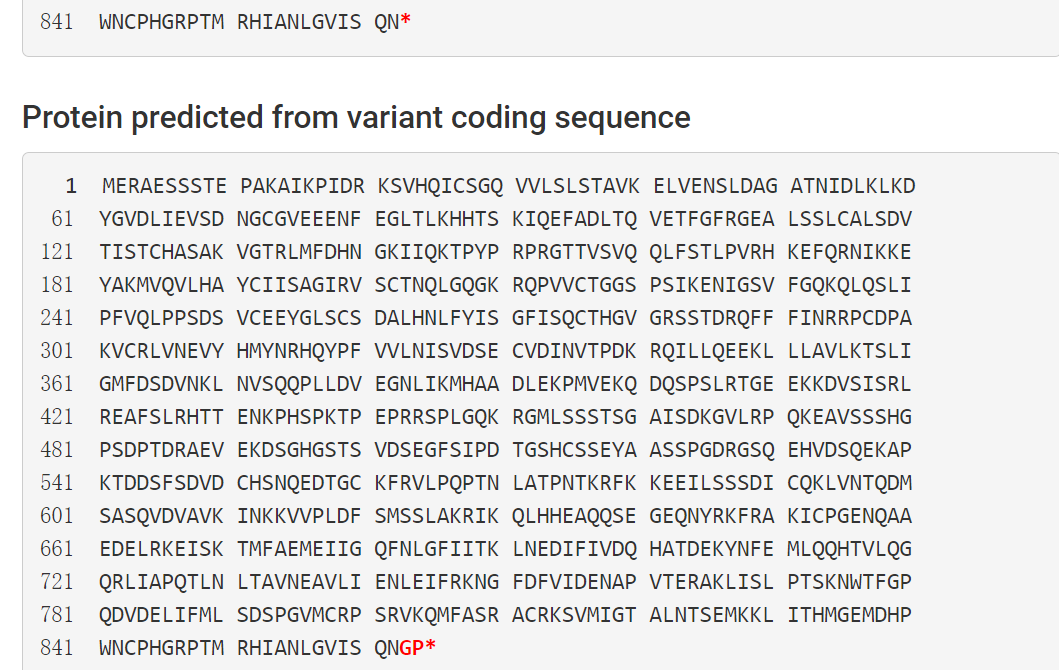 841 WNCPHGRPTM RHIANLGVIS QN*
Protein predicted from variant coding sequence
1 MERAESSSTE PAKAIKPIDR KSVHQICSGQ VVLSLSTAVK ELVENSLDAG ATNIDLKLKD
61 YGVDLIEVSD NGCGVEEENF EGLTLKHHTS KIQEFADLTQ VETFGFRGEA LSSLCALSDV
121 TISTCHASAK VGTRLMFDHN GKIIQKTPYP RPRGTTVSVQ QLFSTLPVRH KEFQRNIKKE
181 YAKMVQVLHA YCIISAGIRV SCTNQLGQGK RQPVVCTGGS PSIKENIGSV FGQKQLQSLI
241 PFVQLPPSDS VCEEYGLSCS DALHNLFYIS GFISQCTHGV GRSSTDRQFF FINRRPCDPA
301 KVCRLVNEVY HMYNRHQYPF VVLNISVDSE CVDINVTPDK RQILLQEEKL LLAVLKTSLI
361 GMFDSDVNKL NVSQQPLLDV EGNLIKMHAA DLEKPMVEKQ DQSPSLRTGE EKKDVSISRL
421 REAFSLRHTT ENKPHSPKTP EPRRSPLGQK RGMLSSSTSG AISDKGVLRP QKEAVSSSHG
481 PSDPTDRAEV EKDSGHGSTS VDSEGFSIPD TGSHCSSEYA ASSPGDRGSQ EHVDSQEKAP
541 KTDDSFSDVD CHSNQEDTGC KFRVLPQPTN LATPNTKRFK KEEILSSSDI CQKLVNTQDM
601 SASQVDVAVK INKKVVPLDF SMSSLAKRIK QLHHEAQQSE GEQNYRKFRA KICPGENQAA
661 EDELRKEISK TMFAEMEIIG QFNLGFIITK LNEDIFIVDQ HATDEKYNFE MLQQHTVLQG
721 QRLIAPQTLN LTAVNEAVLI ENLEIFRKNG FDFVIDENAP VTERAKLISL PTSKNWTFGP
781 QDVDELIFML SDSPGVMCRP SRVKQMFASR ACRKSVMIGT ALNTSEMKKL ITHMGEMDHP
841 WNCPHGRPTM RHIANLGVIS QNGP*